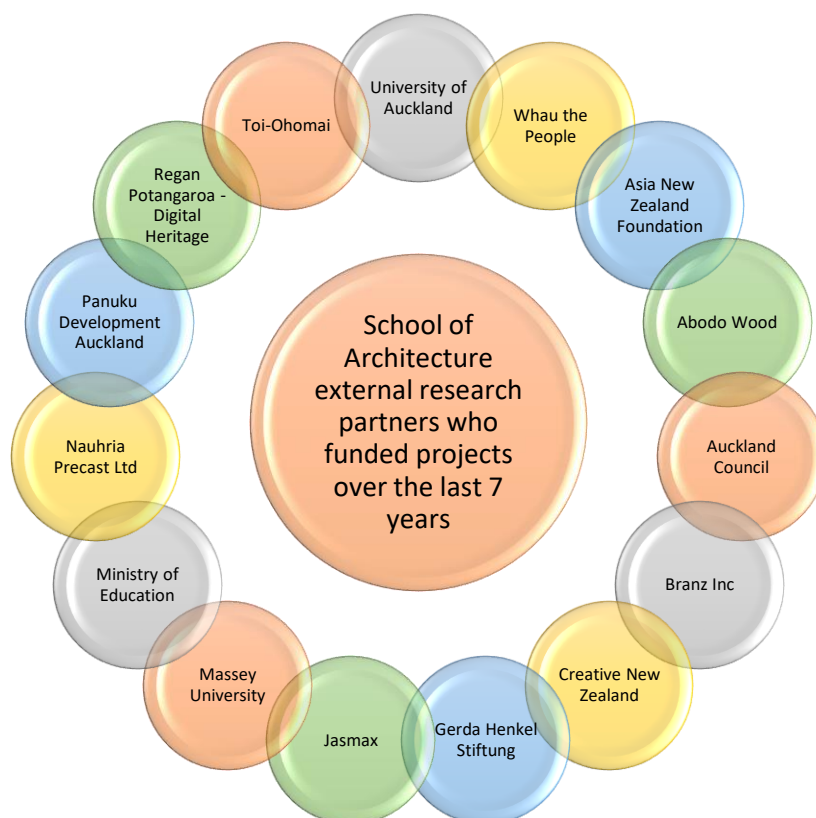 University of
Auckland
Whau the
People
Asia New
Zealand
Foundation
Abodo Wood
Auckland
Council
Branz Inc
Creative New
Zealand
Gerda Henkel
Stiftung
Jasmax
Massey
University
Ministry of
Education
Nauhria
Precast Ltd
Panuku
Development
Auckland
Regan
Potangaroa -
Digital
Heritage
Toi-Ohomai
School of
Architecture
external research
partners who
funded projects
over the last 7
years